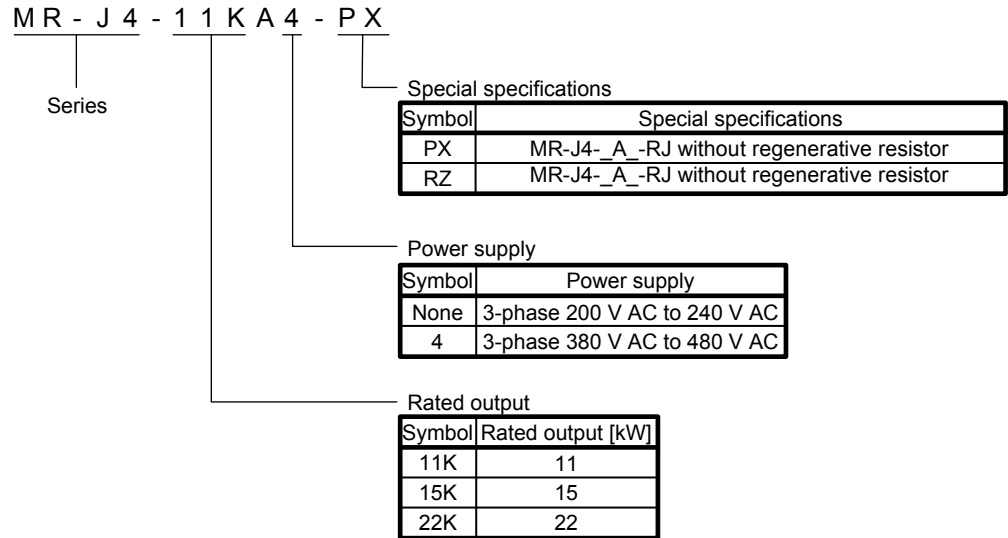 MR-J4-11KA4-PX
Series
Special specifications
Symbol Special specifications
PX MR-J4-_A_-RJ without regenerative resistor
RZ MR-J4-_A_-RJ without regenerative resistor
Power supply
Symbol Power supply
None 3-phase 200 V AC to 240 V AC
4 3-phase 380 V AC to 480 V AC
Rated output
Symbol Rated output [kW]
11K 11
15K 15
22K 22